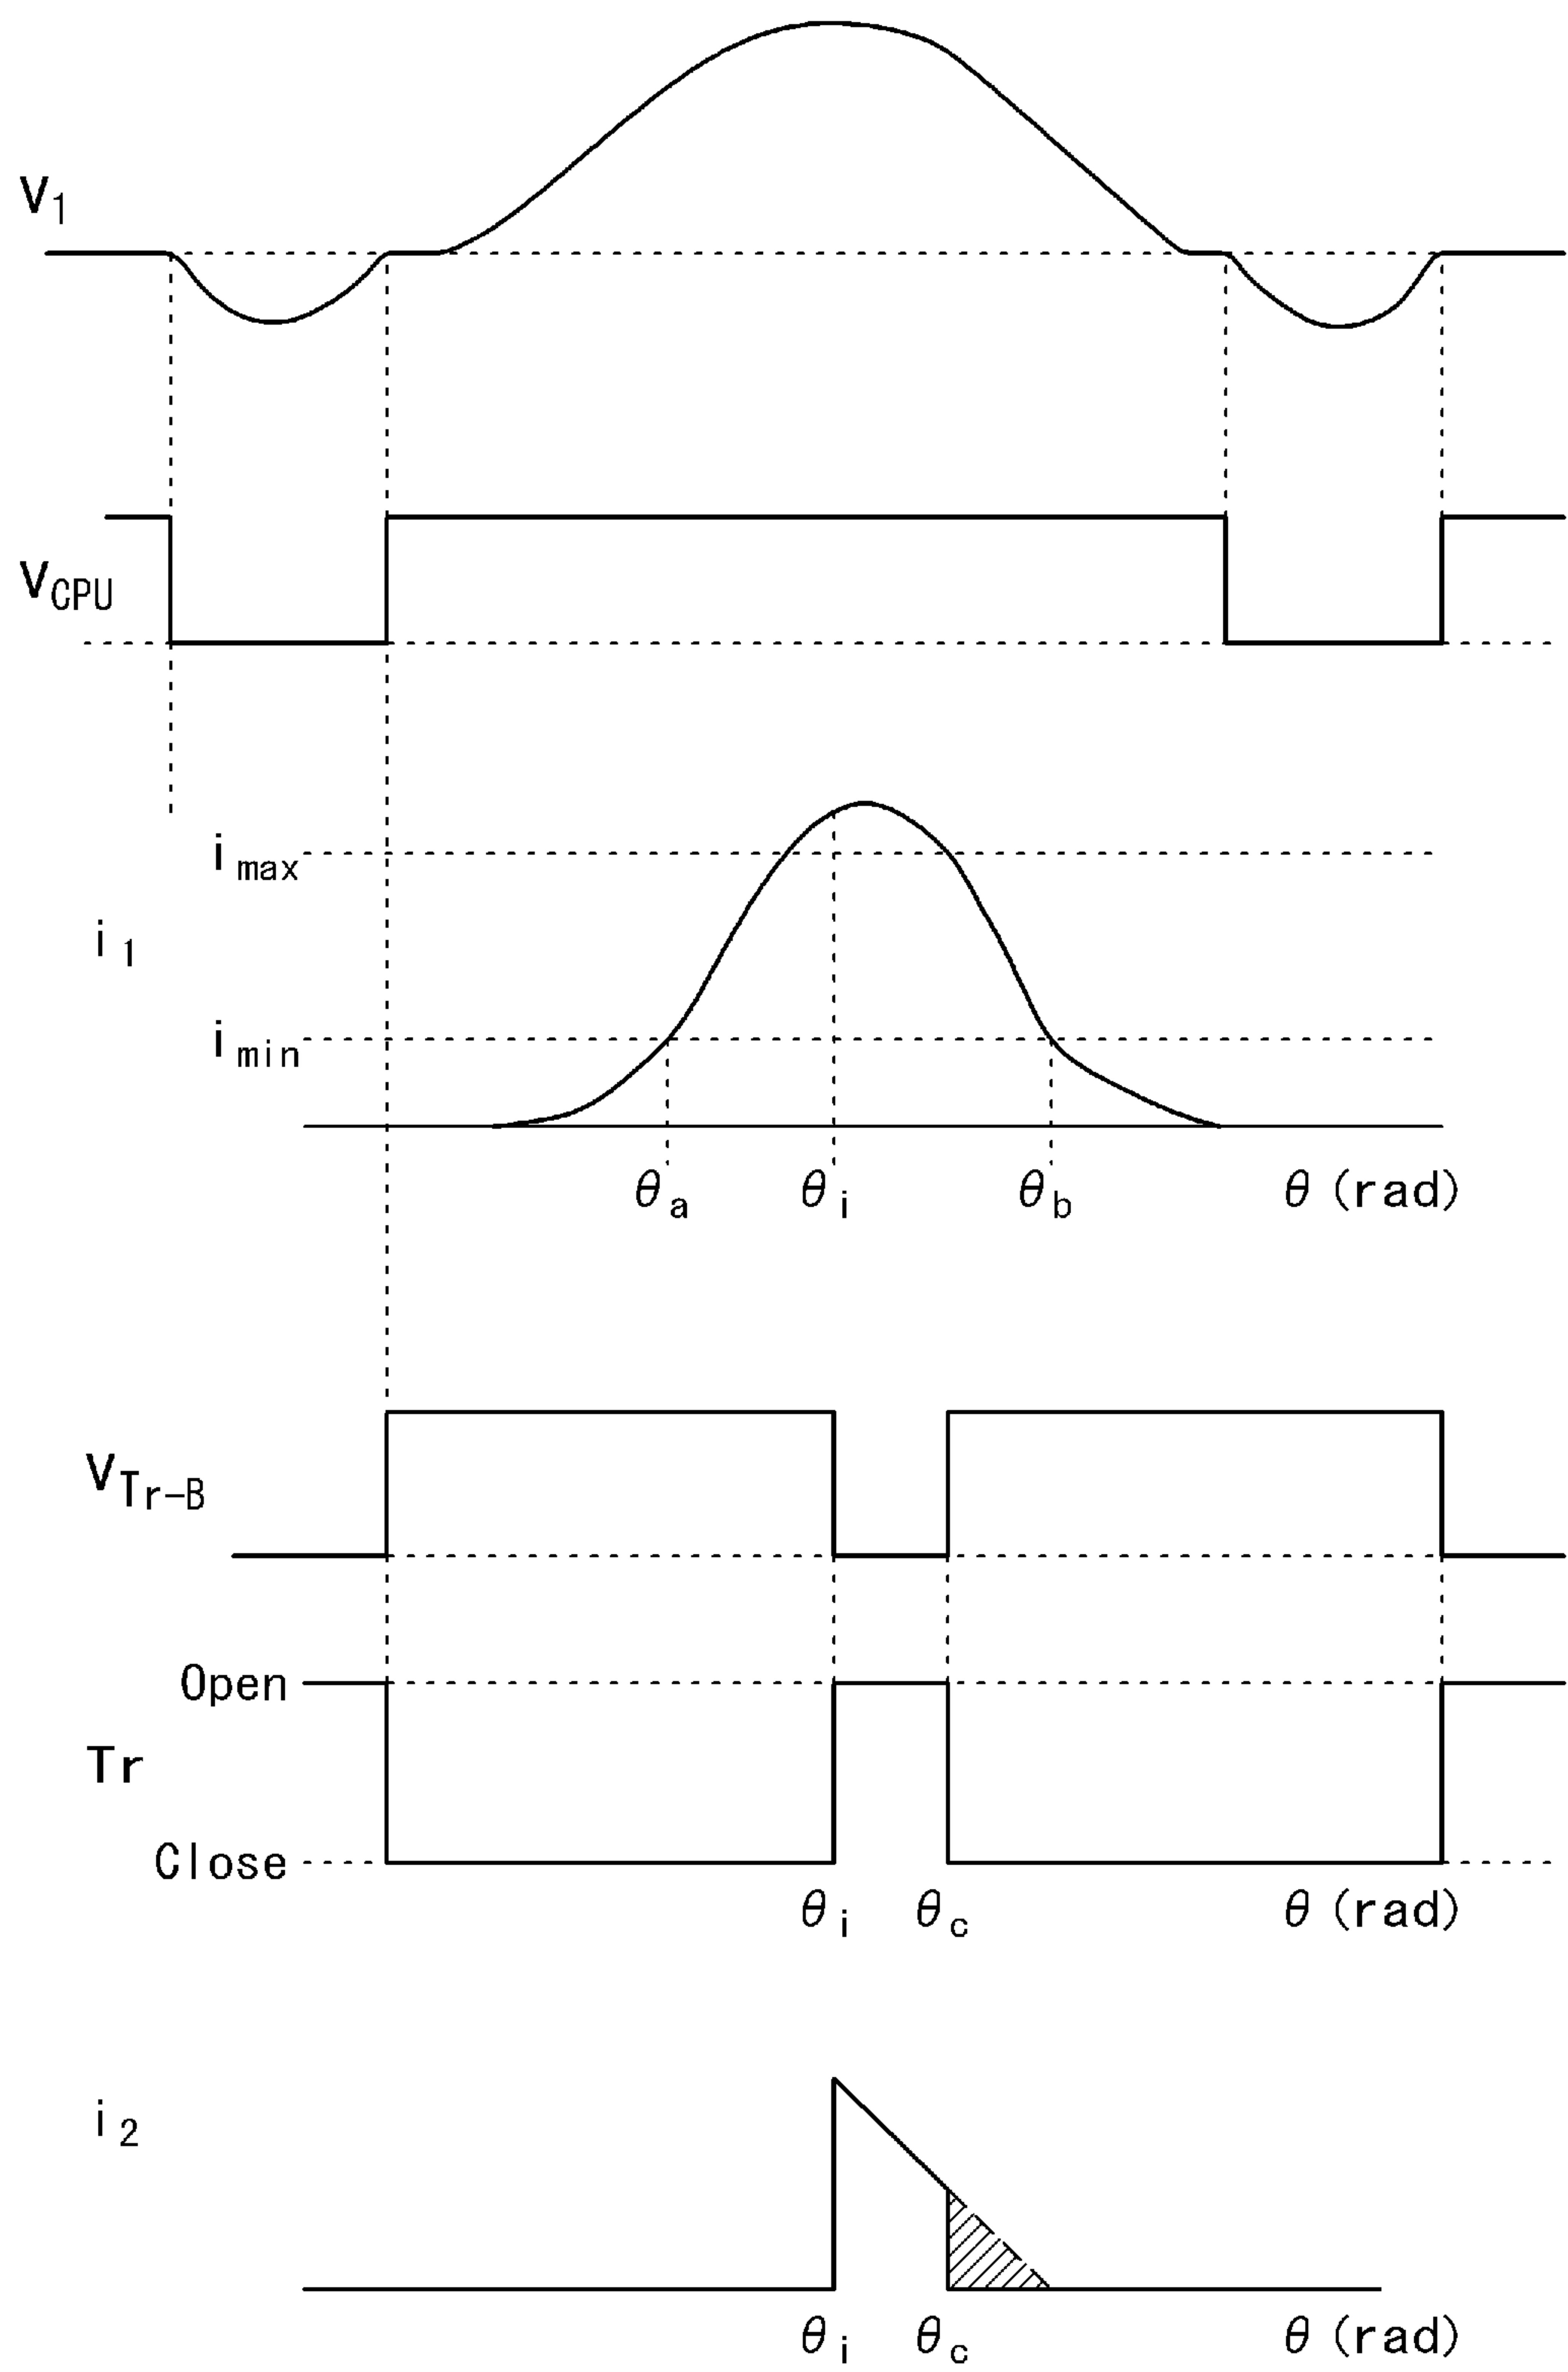 V1
VCPU
imax
i1
imin
θa θi θb θ (rad)
VTr-B
Open
Tr
Close
θi θc θ (rad)
i2
θi θc θ (rad)